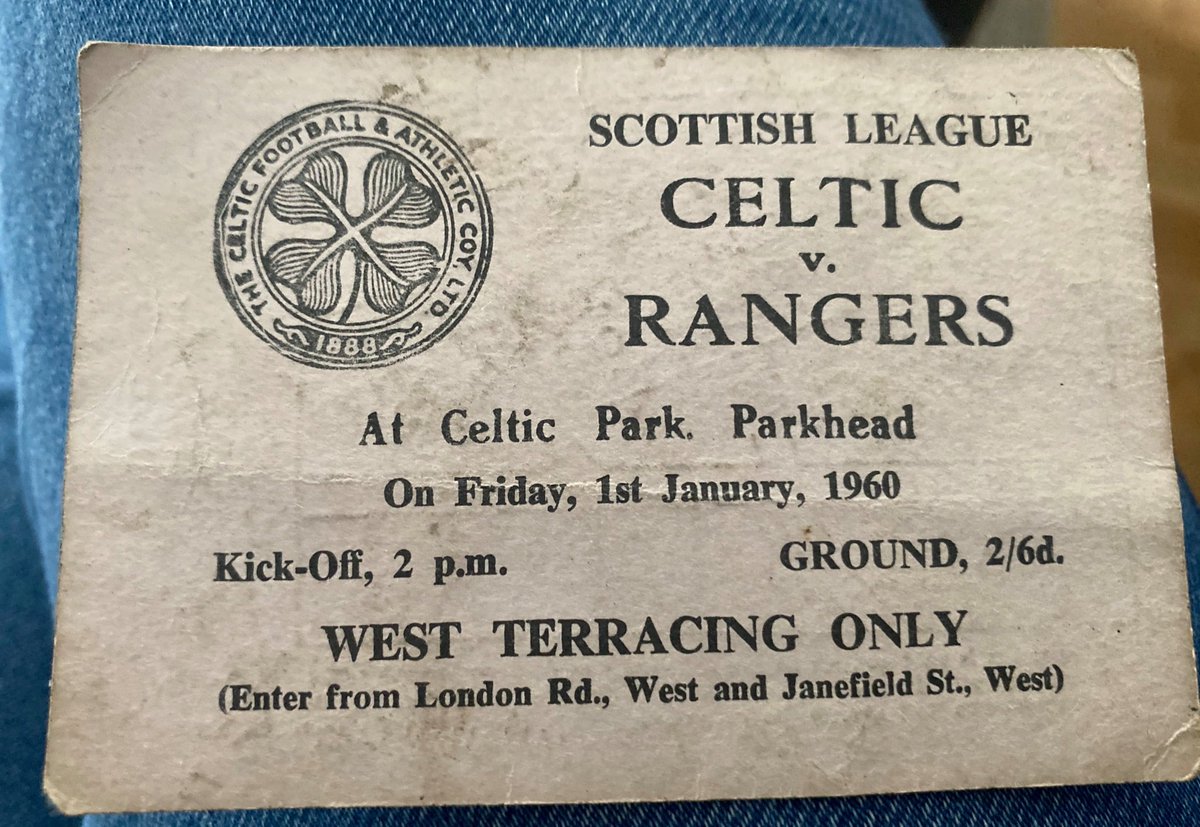 THE CELTIC FOOTBALL & ATHLETIC COY. LTD.
1888
SCOTTISH LEAGUE
CELTIC
v.
RANGERS
At Celtic Park. Parkhead
On Friday, 1st January, 1960
Kick-Off, 2 p.m.
GROUND, 2/6d.
WEST TERRACING ONLY
(Enter from London Rd., West and Janefield St., West)